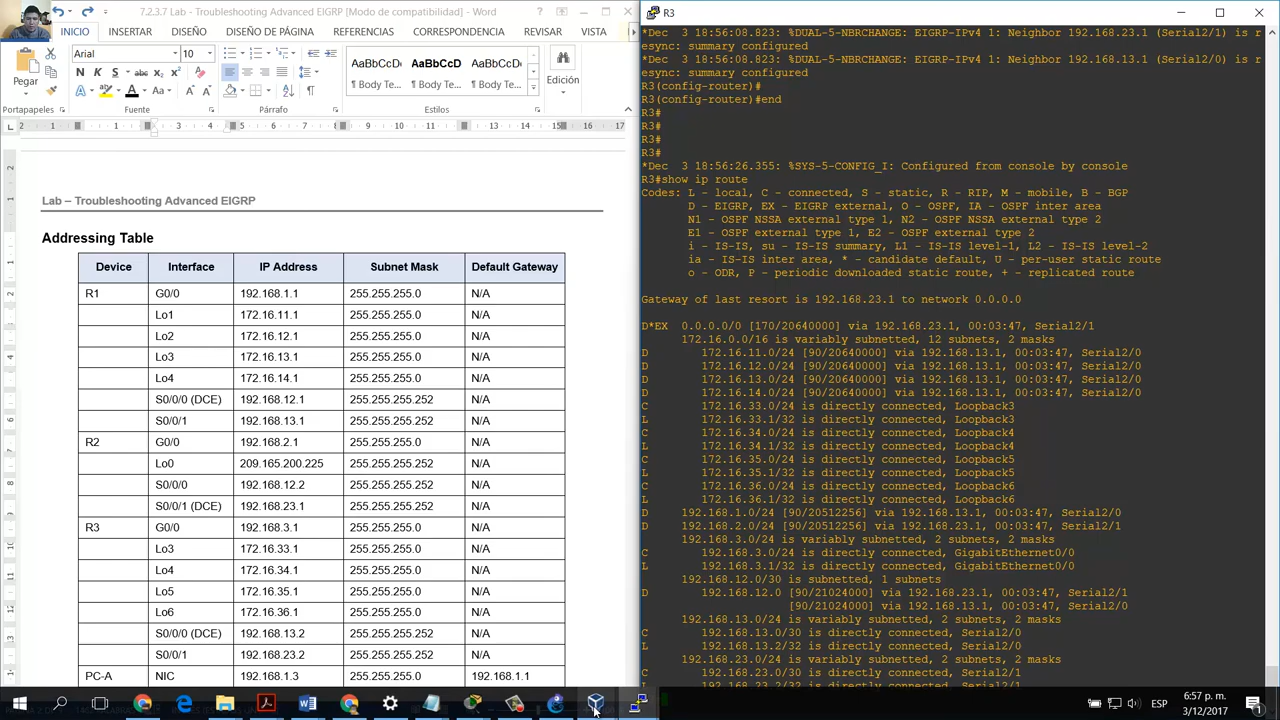 7.2.3.7 Lab - Troubleshooting Advanced EIGRP [Modo de compatibilidad] - W...
INICIO INSERTAR DISEÑO DISEÑO DE PÁGINA REFERENCIAS CORRESPONDENCIA REVISAR VISTA
Pegar
Arial 10
N K S abc
AaBbCcD AaBbCcD AaBbCcD
¶ Body Te... ¶ Body Te... ¶ Body Te...
Edición
Portapapeles Fuente Párrafo Estilos
Lab – Troubleshooting Advanced EIGRP
Addressing Table
Device Interface IP Address Subnet Mask Default Gateway
R1 G0/0 192.168.1.1 255.255.255.0 N/A
Lo1 172.16.11.1 255.255.255.0 N/A
Lo2 172.16.12.1 255.255.255.0 N/A
Lo3 172.16.13.1 255.255.255.0 N/A
Lo4 172.16.14.1 255.255.255.0 N/A
S0/0/0 (DCE) 192.168.12.1 255.255.255.252 N/A
S0/0/1 192.168.13.1 255.255.255.252 N/A
R2 G0/0 192.168.2.1 255.255.255.0 N/A
Lo0 209.165.200.225 255.255.255.252 N/A
S0/0/0 192.168.12.2 255.255.255.252 N/A
S0/0/1 (DCE) 192.168.23.1 255.255.255.252 N/A
R3 G0/0 192.168.3.1 255.255.255.0 N/A
Lo3 172.16.33.1 255.255.255.0 N/A
Lo4 172.16.34.1 255.255.255.0 N/A
Lo5 172.16.35.1 255.255.255.0 N/A
Lo6 172.16.36.1 255.255.255.0 N/A
S0/0/0 (DCE) 192.168.13.2 255.255.255.252 N/A
S0/0/1 192.168.23.2 255.255.255.252 N/A
PC-A NIC 192.168.1.3 255.255.255.0 192.168.1.1
R3
*Dec  3 18:56:08.823: %DUAL-5-NBRCHANGE: EIGRP-IPv4 1: Neighbor 192.168.23.1 (Serial2/1) is r
esync: summary configured
*Dec  3 18:56:08.823: %DUAL-5-NBRCHANGE: EIGRP-IPv4 1: Neighbor 192.168.13.1 (Serial2/0) is r
esync: summary configured
R3(config-router)#
R3(config-router)#end
R3#
R3#
R3#
R3#
*Dec  3 18:56:26.355: %SYS-5-CONFIG_I: Configured from console by console
R3#show ip route
Codes: L - local, C - connected, S - static, R - RIP, M - mobile, B - BGP
D - EIGRP, EX - EIGRP external, O - OSPF, IA - OSPF inter area
N1 - OSPF NSSA external type 1, N2 - OSPF NSSA external type 2
E1 - OSPF external type 1, E2 - OSPF external type 2
i - IS-IS, su - IS-IS summary, L1 - IS-IS level-1, L2 - IS-IS level-2
ia - IS-IS inter area, * - candidate default, U - per-user static route
o - ODR, P - periodic downloaded static route, + - replicated route
Gateway of last resort is 192.168.23.1 to network 0.0.0.0
D*EX  0.0.0.0/0 [170/20640000] via 192.168.23.1, 00:03:47, Serial2/1
172.16.0.0/16 is variably subnetted, 12 subnets, 2 masks
D 172.16.11.0/24 [90/20640000] via 192.168.13.1, 00:03:47, Serial2/0
D 172.16.12.0/24 [90/20640000] via 192.168.13.1, 00:03:47, Serial2/0
D 172.16.13.0/24 [90/20640000] via 192.168.13.1, 00:03:47, Serial2/0
D 172.16.14.0/24 [90/20640000] via 192.168.13.1, 00:03:47, Serial2/0
C 172.16.33.0/24 is directly connected, Loopback3
L 172.16.33.1/32 is directly connected, Loopback3
C 172.16.34.0/24 is directly connected, Loopback4
L 172.16.34.1/32 is directly connected, Loopback4
C 172.16.35.0/24 is directly connected, Loopback5
L 172.16.35.1/32 is directly connected, Loopback5
C 172.16.36.0/24 is directly connected, Loopback6
L 172.16.36.1/32 is directly connected, Loopback6
D 192.168.1.0/24 [90/20512256] via 192.168.13.1, 00:03:47, Serial2/0
D 192.168.2.0/24 [90/20512256] via 192.168.23.1, 00:03:47, Serial2/1
192.168.3.0/24 is variably subnetted, 2 subnets, 2 masks
C 192.168.3.0/24 is directly connected, GigabitEthernet0/0
L 192.168.3.1/32 is directly connected, GigabitEthernet0/0
192.168.12.0/30 is subnetted, 1 subnets
D 192.168.12.0 [90/21024000] via 192.168.23.1, 00:03:47, Serial2/1
[90/21024000] via 192.168.13.1, 00:03:47, Serial2/0
192.168.13.0/24 is variably subnetted, 2 subnets, 2 masks
C 192.168.13.0/30 is directly connected, Serial2/0
L 192.168.13.2/32 is directly connected, Serial2/0
192.168.23.0/24 is variably subnetted, 2 subnets, 2 masks
C 192.168.23.0/30 is directly connected, Serial2/1
L 192.168.23.2/32 is directly connected, Serial2/1
ESP
6:57 p. m.
3/12/2017